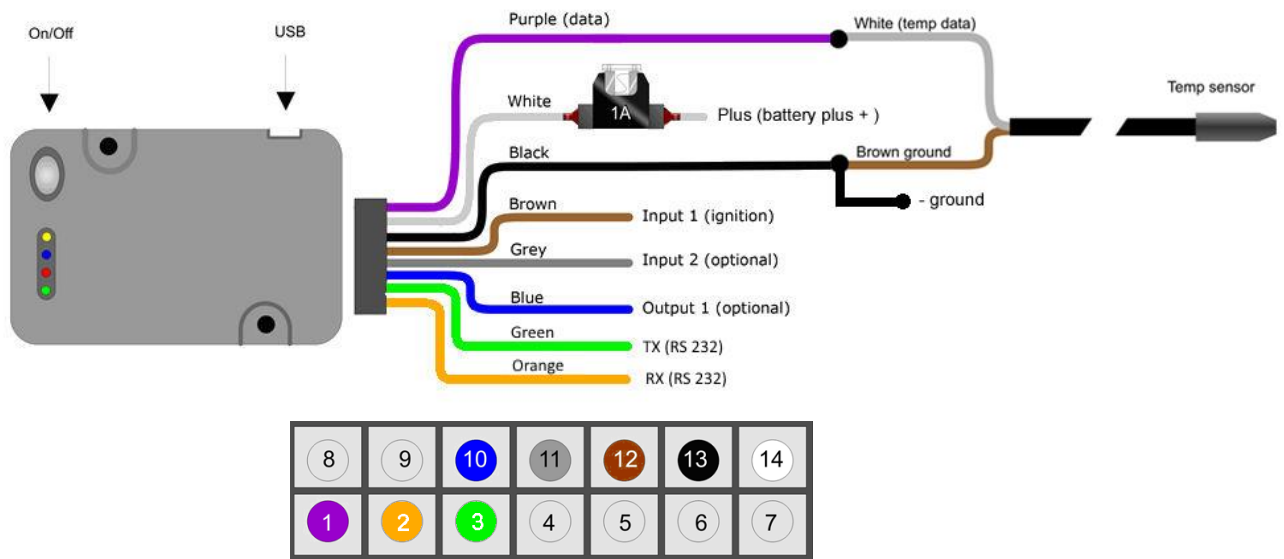 On/Off
USB
Purple (data)
White (temp data)
White
1A
Plus (battery plus + )
Temp sensor
Black
Brown ground
Brown
Input 1 (ignition)
- ground
Grey
Input 2 (optional)
Blue
Output 1 (optional)
Green
TX (RS 232)
Orange
RX (RS 232)
8 9 10 11 12 13 14
1 2 3 4 5 6 7